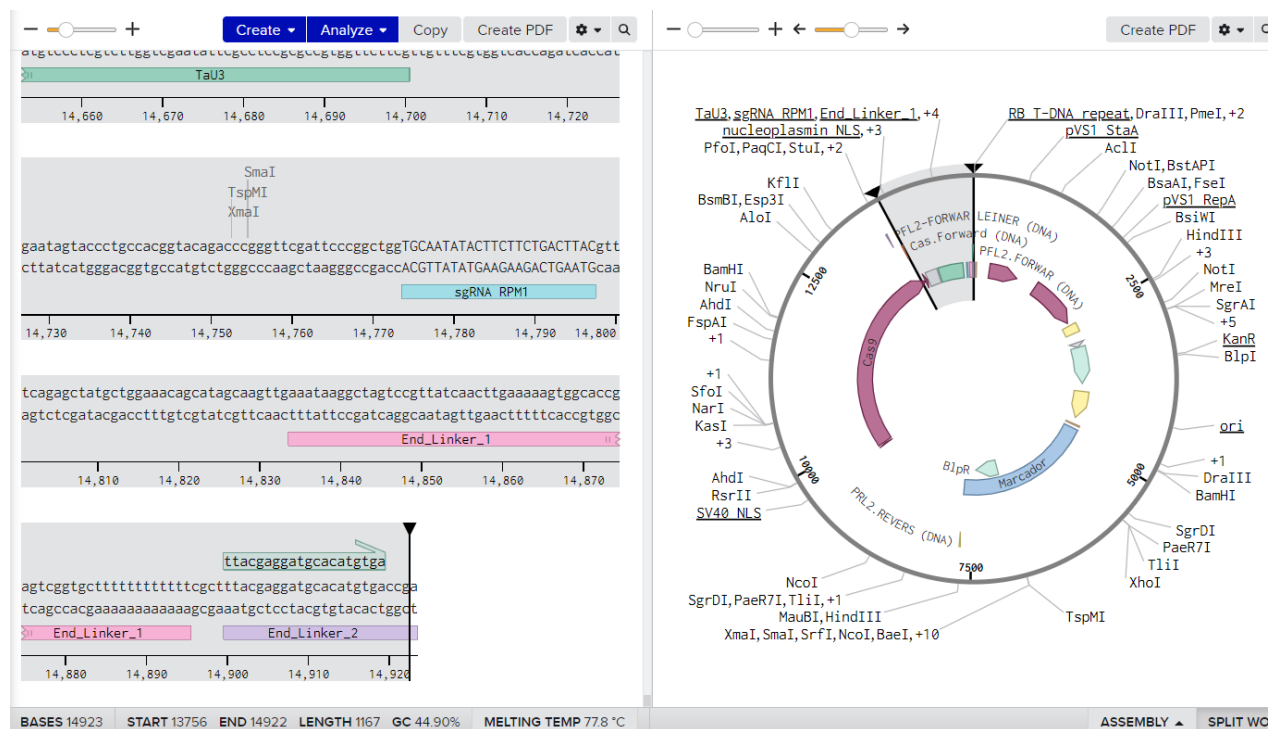 Create Analyze Copy Create PDF
TaU3
14,660 14,670 14,680 14,690 14,700 14,710 14,720
SmaI
TspMI
XmaI
gaatagtaccctgccacggtacagacccgggttcgattcccggctggTGCAATATACTTCTTCTGACTTACgtt
cttatcatgggacggtgccatgtctgggcccaagctaagggccgaccACGTTATATGAAGAAGACTGAATGcaa
sgRNA RPM1
14,730 14,740 14,750 14,760 14,770 14,780 14,790 14,800
tcagagctatgctggaaacagcatagcaagttgaaataaggctagtccgttatcaacttgaaaaagtggcaccg
agtctcgatacgacctttgtcgtatcgttcaactttattccgatcaggcaatagttgaactttttcaccgtggc
End_Linker_1
14,810 14,820 14,830 14,840 14,850 14,860 14,870
ttacgaggatgcacatgtga
agtcggtgcttttttttttttcgctttacgaggatgcacatgtgaccga
tcagccacgaaaaaaaaaaaagcgaaatgctcctacgtgtacactggct
End_Linker_1 End_Linker_2
14,880 14,890 14,900 14,910 14,920
BASES 14923 START 13756 END 14922 LENGTH 1167 GC 44.90% MELTING TEMP 77.8 °C
Create PDF
TaU3,sgRNA RPM1,End_Linker_1,+4
nucleoplasmin NLS,+3
PfoI,PaqCI,StuI,+2
KflI
BsmBI,Esp3I
AloI
BamHI
NruI
AhdI
FspAI
+1
+1
SfoI
NarI
KasI
+3
AhdI
RsrII
SV40 NLS
NcoI
SgrDI,PaeR7I,TliI,+1
MauBI,HindIII
XmaI,SmaI,SrfI,NcoI,BaeI,+10
RB T-DNA repeat,DraIII,PmeI,+2
pVS1 StaA
AclI
NotI,BstAPI
BsaAI,FseI
pVS1 RepA
BsiWI
HindIII
+3
NotI
MreI
SgrAI
+5
KanR
BlpI
ori
+1
DraIII
BamHI
SgrDI
PaeR7I
TliI
XhoI
TspMI
PFL2-FORWAR LEINER (DNA)
Cas.Forward (DNA)
PFL2.FORWAR (DNA)
Cas9
BlpR
Marcador
PRL2.REVERS (DNA)
2500
5000
7500
10000
12500
ASSEMBLY SPLIT WO